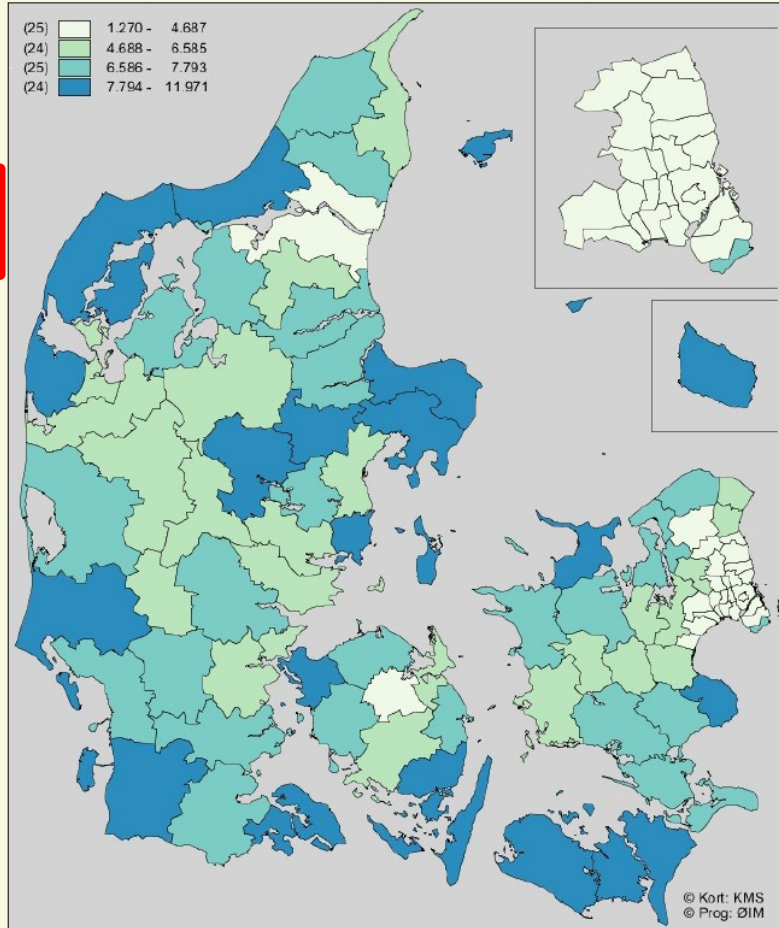 (25) 1.270 - 4.687
(24) 4.688 - 6.585
(25) 6.586 - 7.793
(24) 7.794 - 11.971
© Kort: KMS
© Prog: ØIM